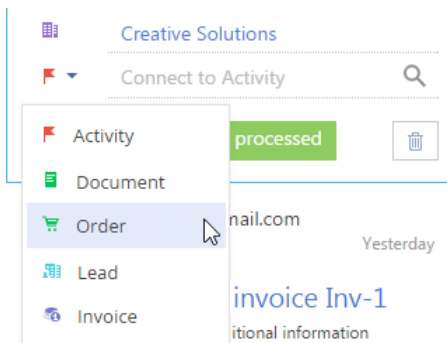 Creative Solutions
Connect to Activity
Activity
processed
Document
Order
mail.com
Yesterday
Lead
invoice Inv-1
Invoice
itional information